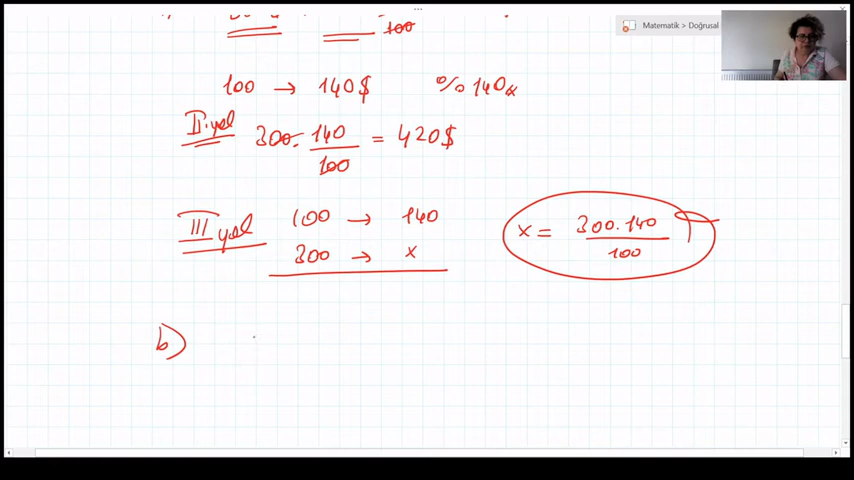 Matematik > Doğrusal
100
100 → 140$ %140
II.yol 300. 140 / 100 = 420$
III yol 100 → 140
300 → x
x = 300.140 / 100
b)